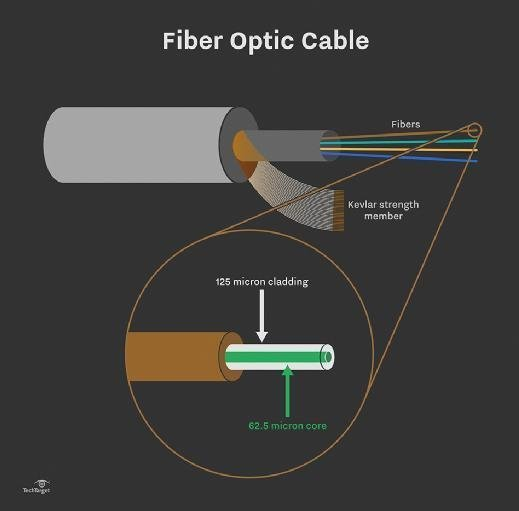 Fiber Optic Cable
Fibers
Kevlar strength
member
125 micron cladding
62.5 micron core
TechTarget